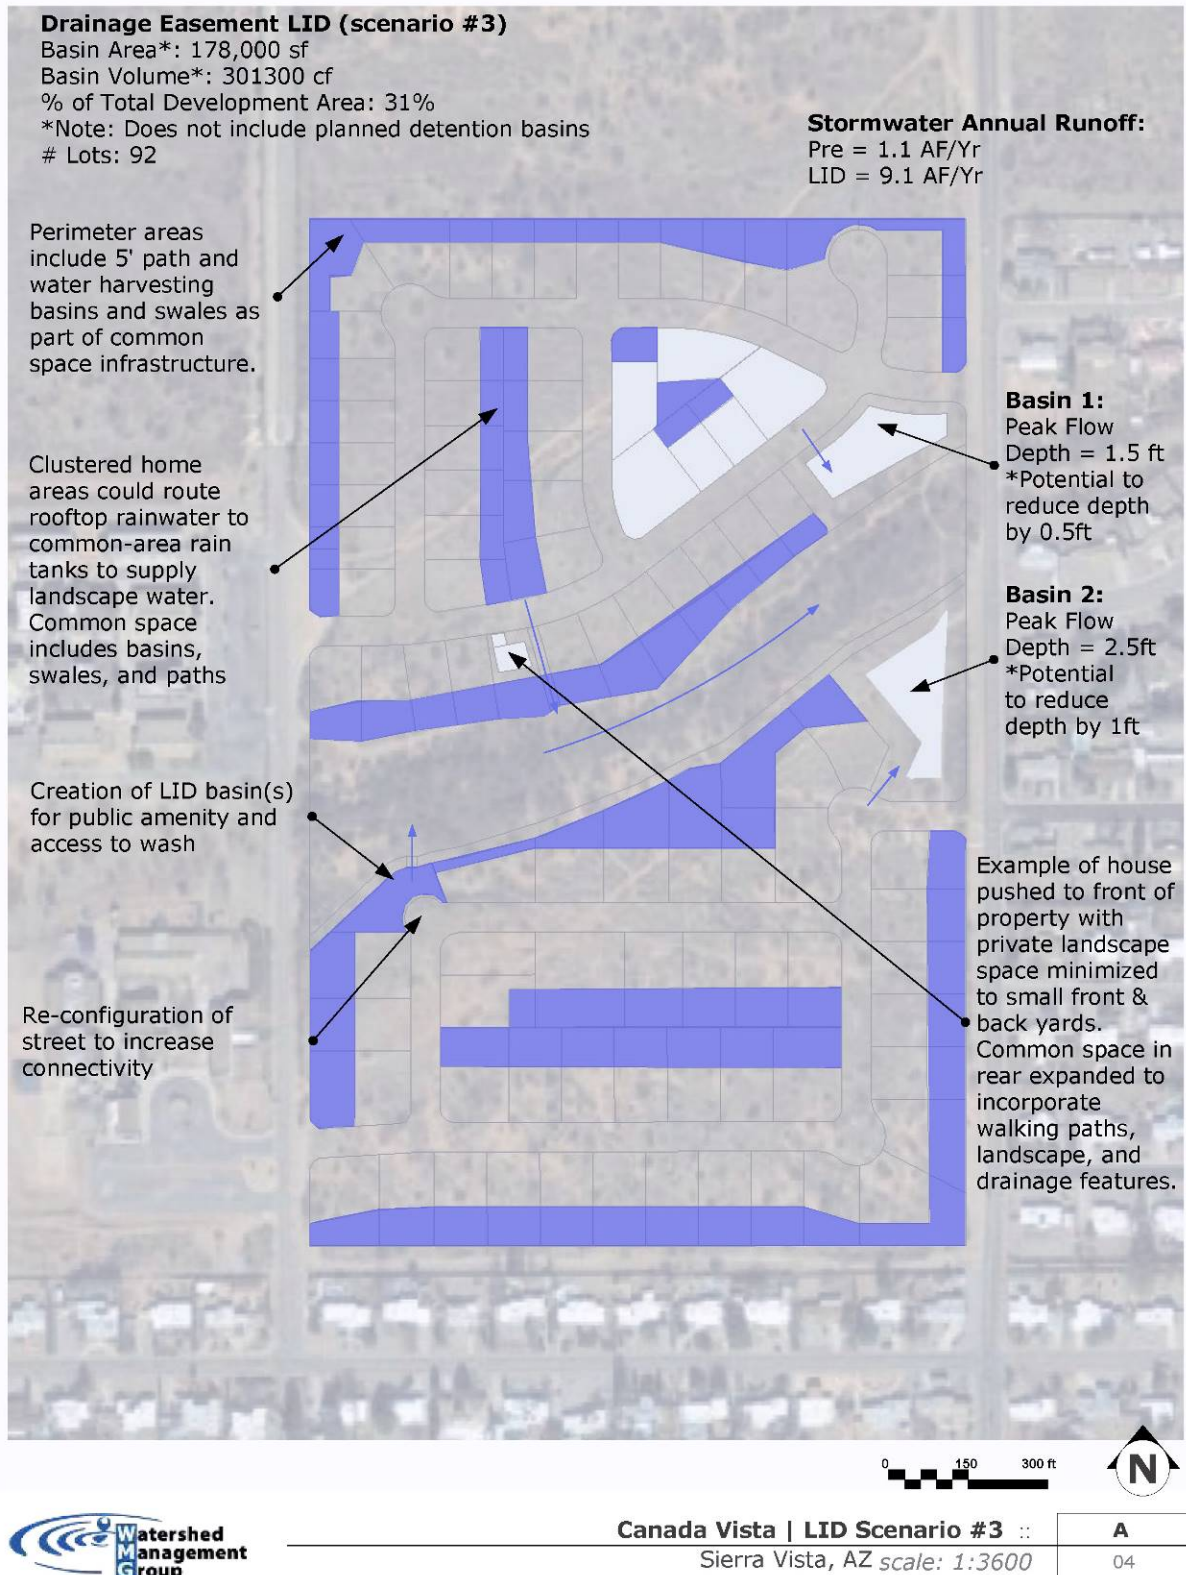 Drainage Easement LID (scenario #3)
Basin Area*: 178,000 sf
Basin Volume*: 301300 cf
% of Total Development Area: 31%
*Note: Does not include planned detention basins
# Lots: 92
Stormwater Annual Runoff:
Pre = 1.1 AF/Yr
LID = 9.1 AF/Yr
Perimeter areas
include 5' path and
water harvesting
basins and swales as
part of common
space infrastructure.
Clustered home
areas could route
rooftop rainwater to
common-area rain
tanks to supply
landscape water.
Common space
includes basins,
swales, and paths
Basin 1:
Peak Flow
Depth = 1.5 ft
*Potential to
reduce depth
by 0.5ft
Basin 2:
Peak Flow
Depth = 2.5ft
*Potential
to reduce
depth by 1ft
Creation of LID basin(s)
for public amenity and
access to wash
Re-configuration of
street to increase
connectivity
Example of house
pushed to front of
property with
private landscape
space minimized
to small front &
back yards.
Common space in
rear expanded to
incorporate
walking paths,
landscape, and
drainage features.
0 150 300 ft
N
Watershed
Management
Group
Canada Vista | LID Scenario #3 ::
A
Sierra Vista, AZ scale: 1:3600
04